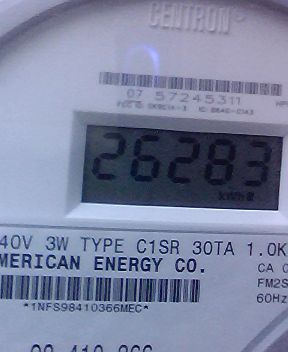 CENTRON
07 57245311
26283
kWh
40V 3W TYPE C1SR 30TA 1.0K
MERICAN ENERGY CO.
CA 0
FM2S
60Hz
*1NFS98410366MEC*